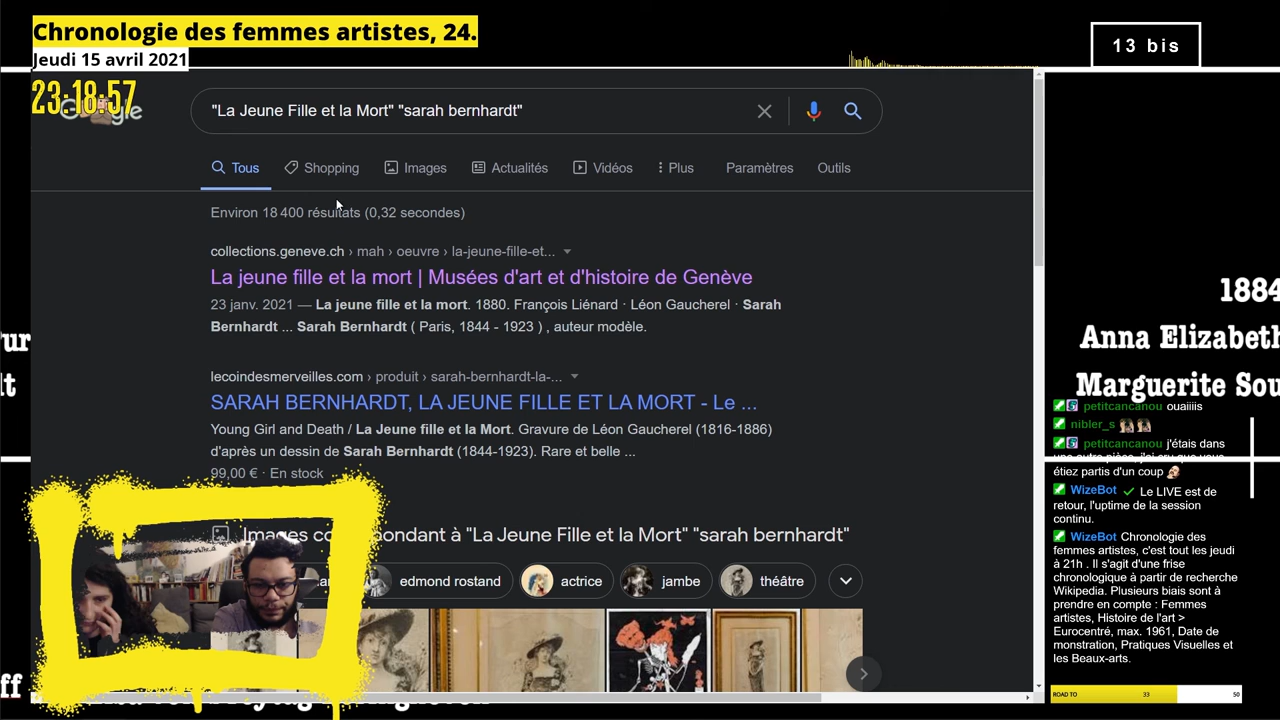 Chronologie des femmes artistes, 24.
Jeudi 15 avril 2021
13 bis
23:18:57
"La Jeune Fille et la Mort" "sarah bernhardt"
Tous
Shopping
Images
Actualités
Vidéos
Plus
Paramètres
Outils
Environ 18 400 résultats (0,32 secondes)
collections.geneve.ch › mah › oeuvre › la-jeune-fille-et...
La jeune fille et la mort | Musées d'art et d'histoire de Genève
23 janv. 2021 — La jeune fille et la mort. 1880. François Liénard · Léon Gaucherel · Sarah
Bernhardt ... Sarah Bernhardt ( Paris, 1844 - 1923 ) , auteur modèle.
lecoindesmerveilles.com › produit › sarah-bernhardt-la-...
SARAH BERNHARDT, LA JEUNE FILLE ET LA MORT - Le ...
Young Girl and Death / La Jeune fille et la Mort. Gravure de Léon Gaucherel (1816-1886)
d'après un dessin de Sarah Bernhardt (1844-1923). Rare et belle ...
99,00 € · En stock
"La Jeune Fille et la Mort" "sarah bernhardt"
edmond rostand
actrice
jambe
théâtre
1884
Anna Elizabeth
Marguerite Sou
petitcancanou ouaiiiis
nibler_s
petitcancanou j'étais dans
une autre pièce, j'ai cru que vous
étiez partis d'un coup
WizeBot Le LIVE est de
retour, l'uptime de la session
continu.
WizeBot Chronologie des
femmes artistes, c'est tout les jeudi
à 21h . Il s'agit d'une frise
chronologique à partir de recherche
Wikipedia. Plusieurs biais sont à
prendre en compte : Femmes
artistes, Histoire de l'art >
Eurocentré, max. 1961, Date de
monstration, Pratiques Visuelles et
les Beaux-arts.
ROAD TO
33
50